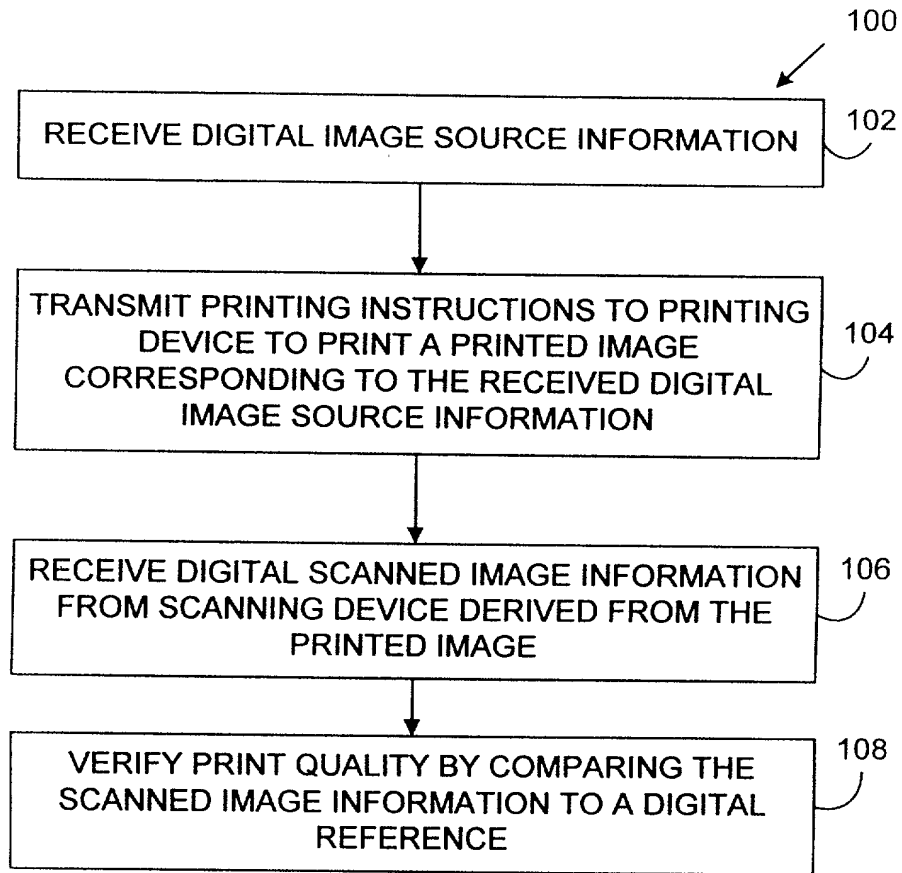 100
RECEIVE DIGITAL IMAGE SOURCE INFORMATION
102
TRANSMIT PRINTING INSTRUCTIONS TO PRINTING
DEVICE TO PRINT A PRINTED IMAGE
CORRESPONDING TO THE RECEIVED DIGITAL
IMAGE SOURCE INFORMATION
104
RECEIVE DIGITAL SCANNED IMAGE INFORMATION
FROM SCANNING DEVICE DERIVED FROM THE
PRINTED IMAGE
106
VERIFY PRINT QUALITY BY COMPARING THE
SCANNED IMAGE INFORMATION TO A DIGITAL
REFERENCE
108